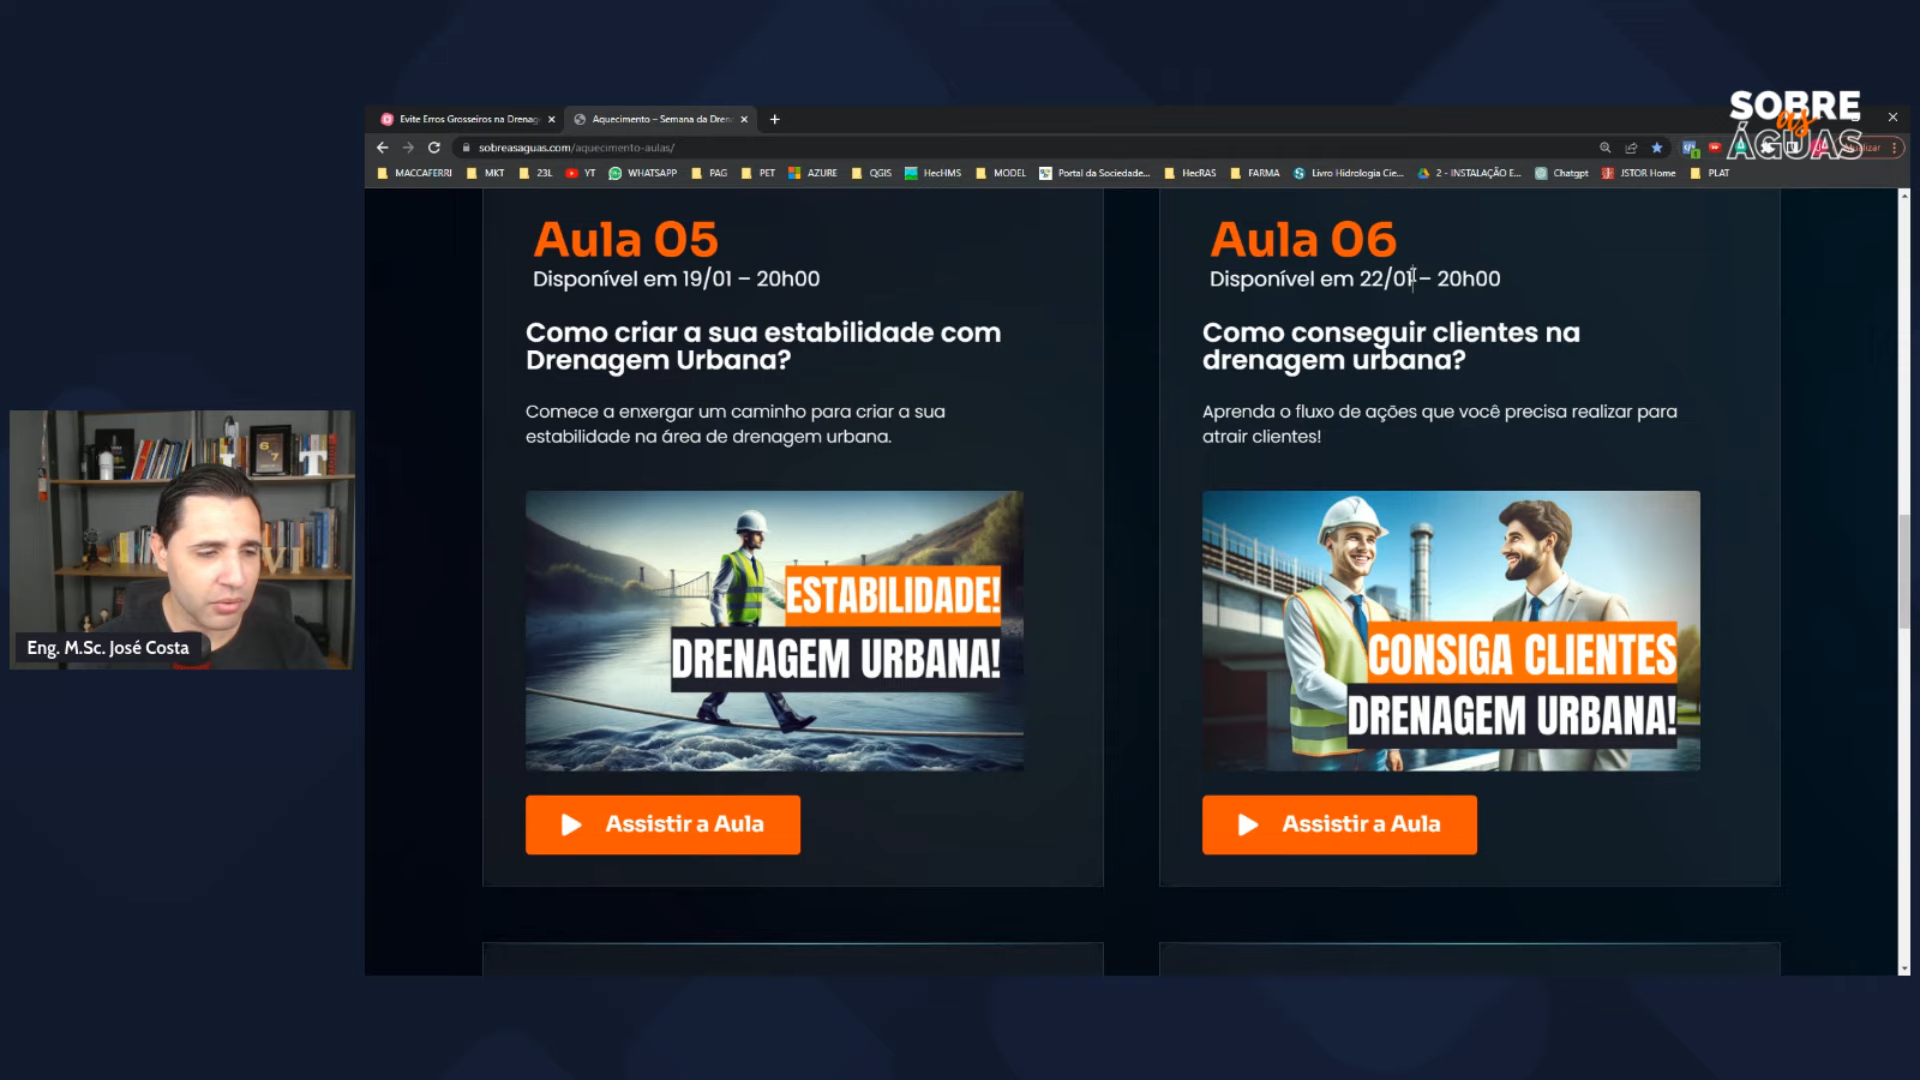 SOBRE
as
ÁGUAS
Evite Erros Grosseiros na Drenag
Aquecimento – Semana da Dren
sobreasaguas.com/aquecimento-aulas/
MACCAFERRI MKT 23L YT WHATSAPP PAG PET AZURE QGIS HecHMS MODEL Portal da Sociedade... HecRAS FARMA Livro Hidrologia Cie... 2 - INSTALAÇÃO E... Chatgpt JSTOR Home PLAT
Aula 05
Disponível em 19/01 – 20h00
Como criar a sua estabilidade com
Drenagem Urbana?
Comece a enxergar um caminho para criar a sua
estabilidade na área de drenagem urbana.
ESTABILIDADE!
DRENAGEM URBANA!
Assistir a Aula
Aula 06
Disponível em 22/01 – 20h00
Como conseguir clientes na
drenagem urbana?
Aprenda o fluxo de ações que você precisa realizar para
atrair clientes!
CONSIGA CLIENTES
DRENAGEM URBANA!
Assistir a Aula
Eng. M.Sc. José Costa